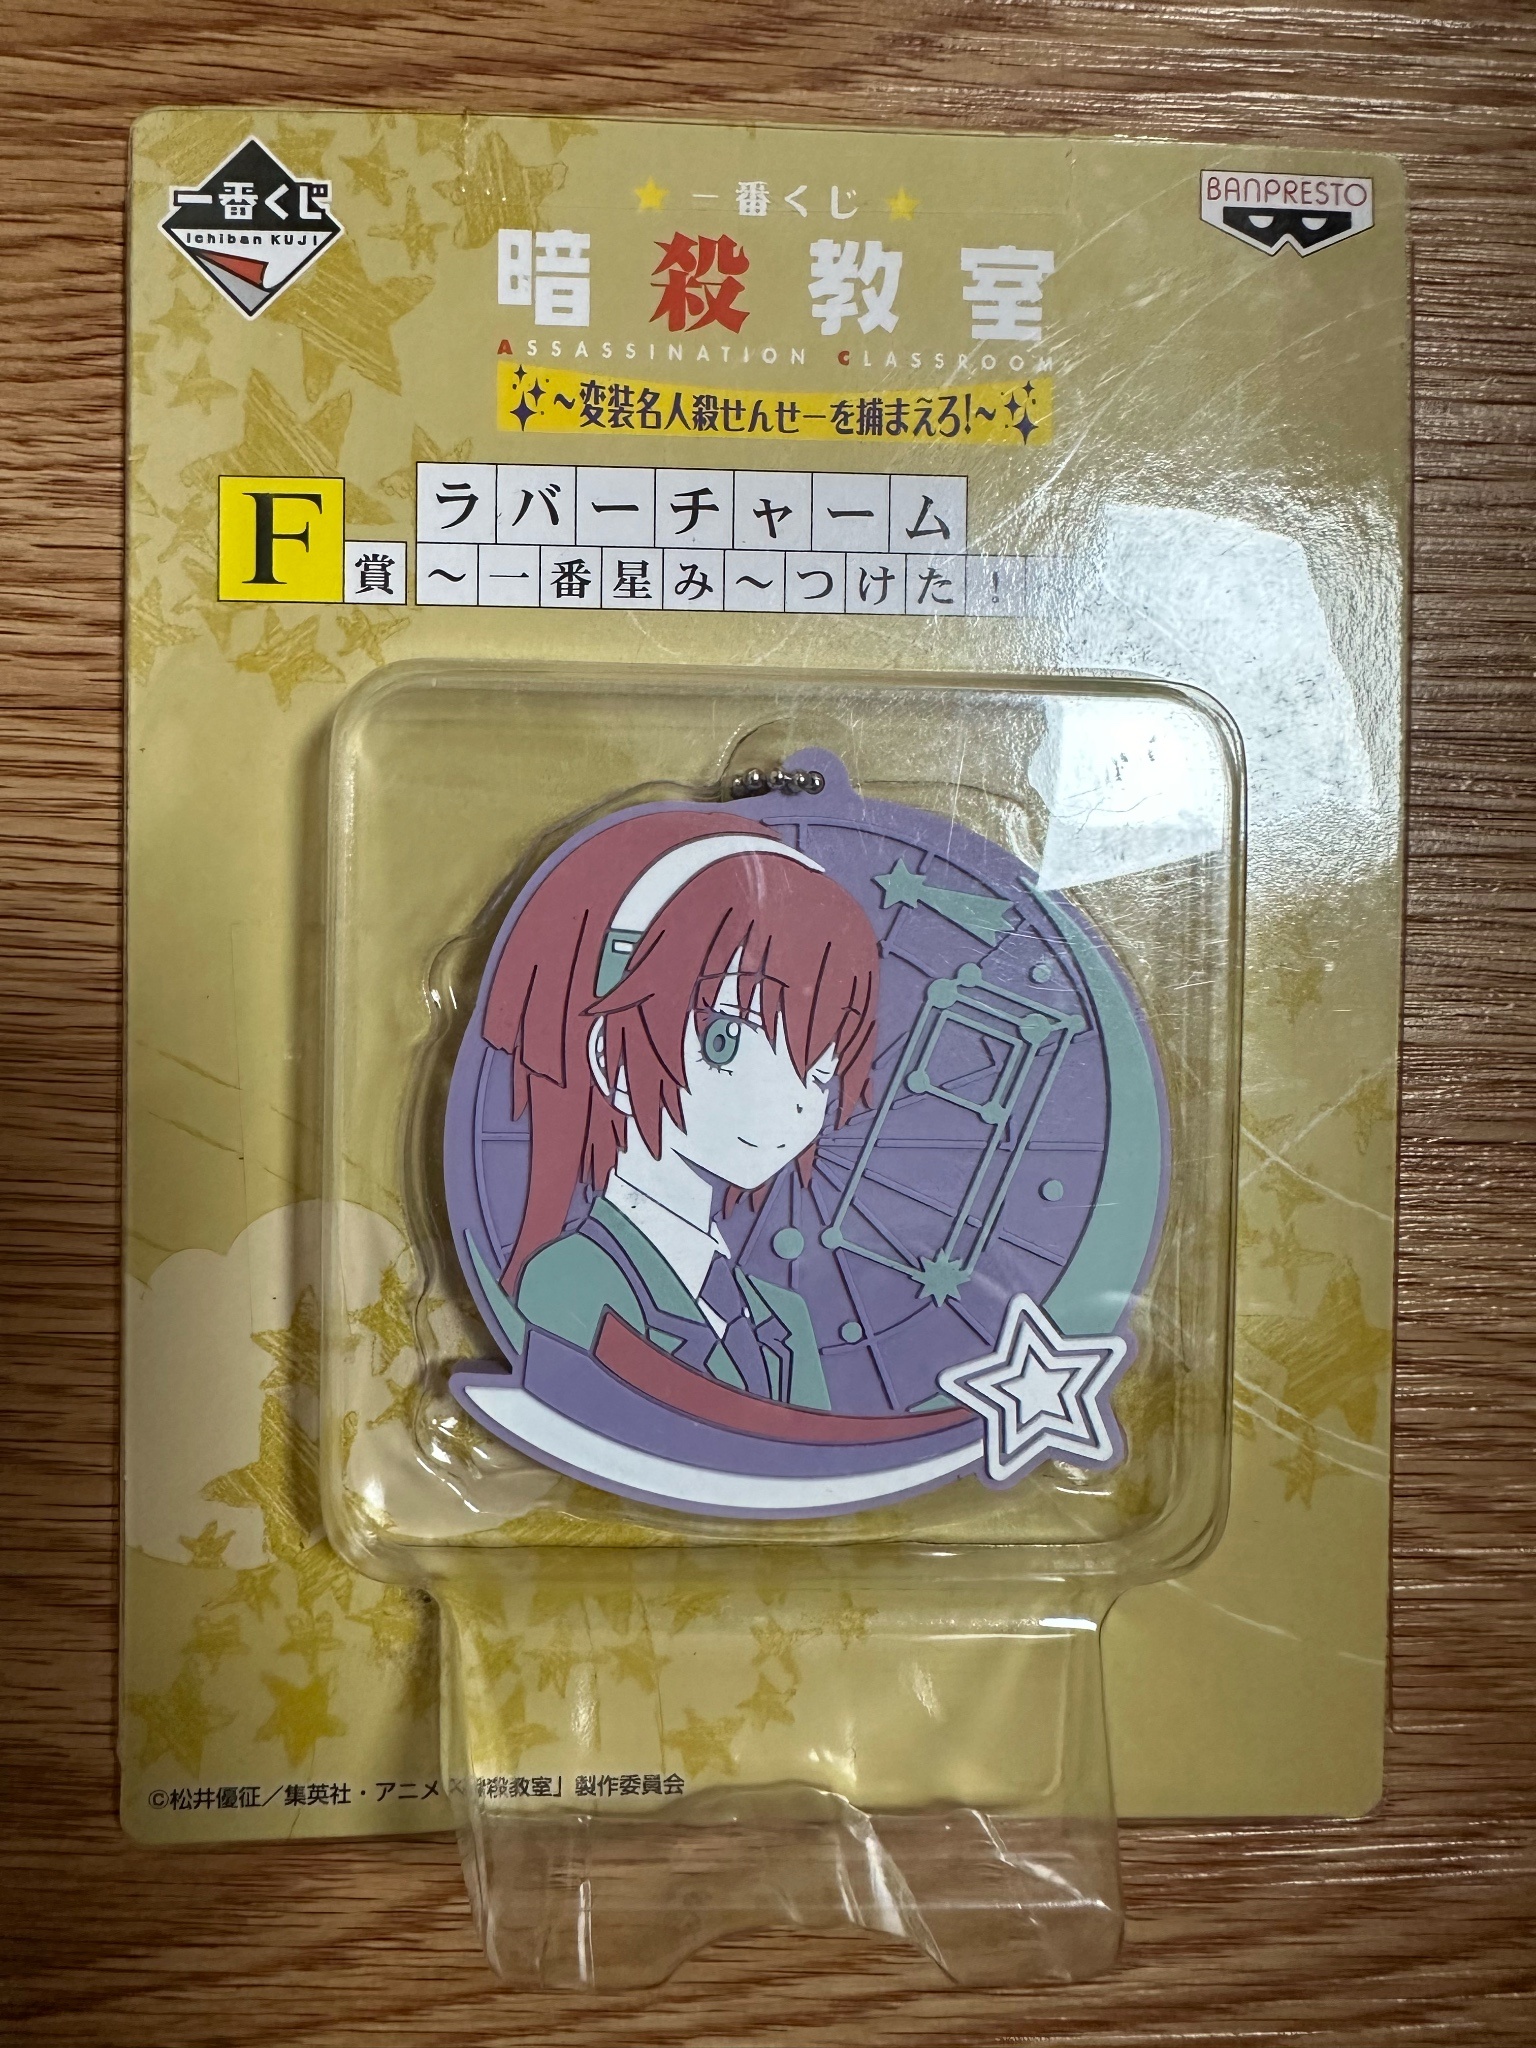 一番くじ
Ichiban KUJI
BANPRESTO
一番くじ
暗殺教室
ASSASSINATION CLASSROOM
～変装名人殺せんせーを捕まえろ!～
F賞
ラバーチャーム
～一番星み～つけた!
©松井優征／集英社・アニメ「暗殺教室」製作委員会